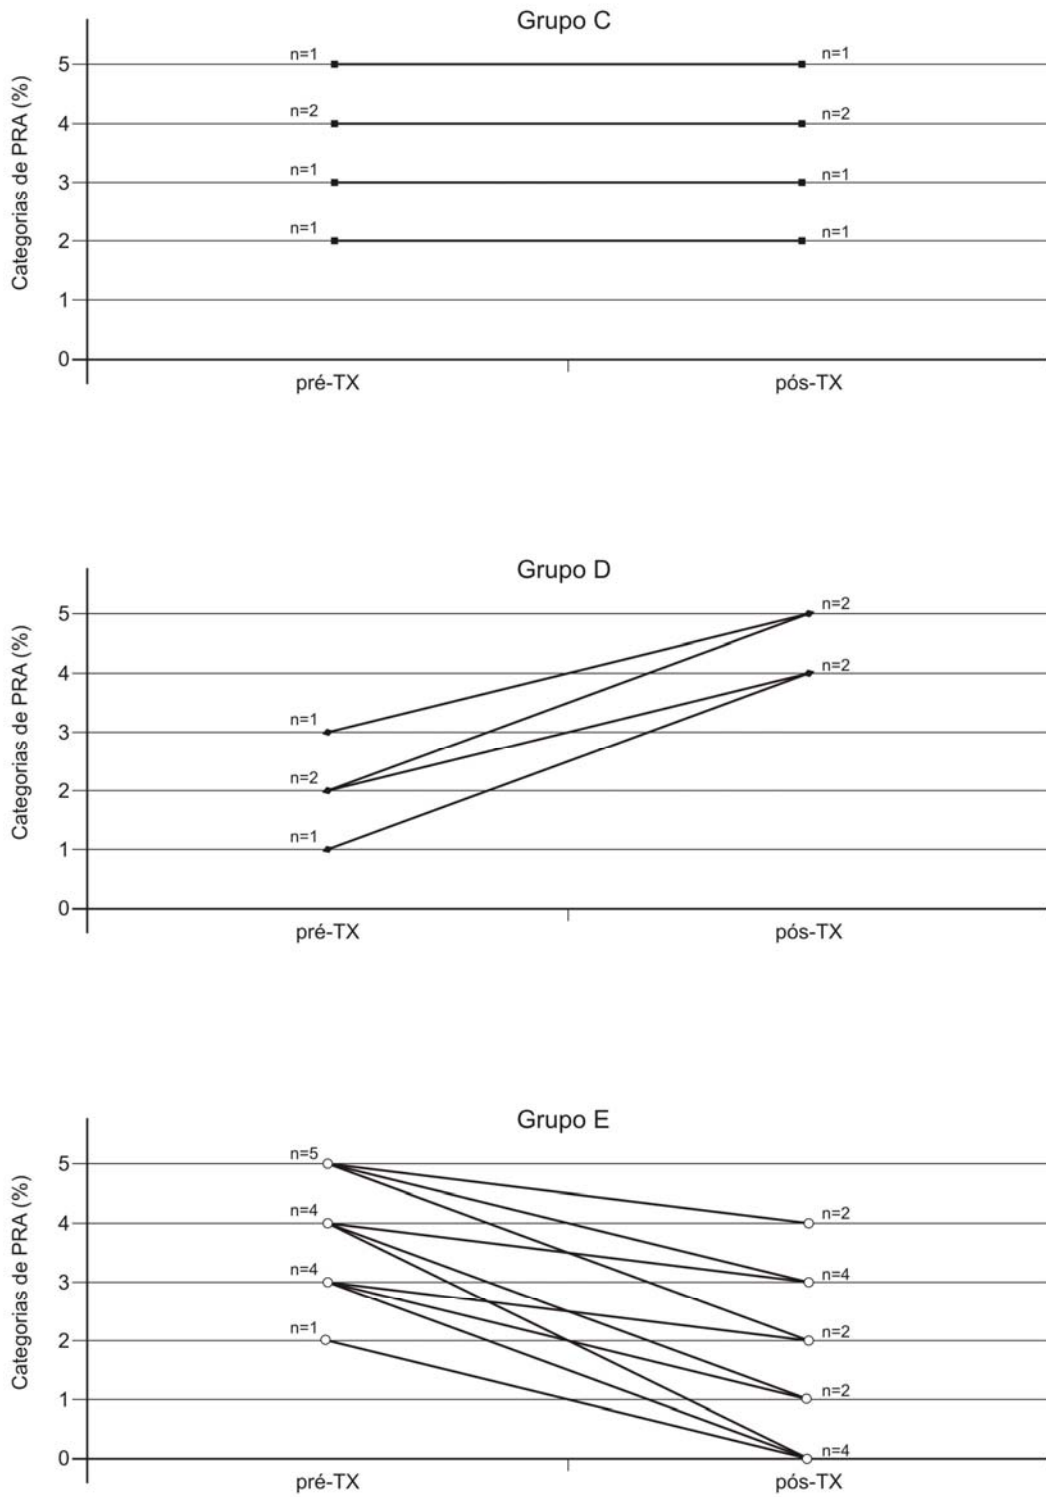 Grupo C
Categorias de PRA (%)
5
n=1
n=1
4
n=2
n=2
3
n=1
n=1
2
n=1
n=1
1
0
pré-TX
pós-TX
Grupo D
Categorias de PRA (%)
5
n=2
4
n=2
3
n=1
2
n=2
1
n=1
0
pré-TX
pós-TX
Grupo E
Categorias de PRA (%)
5
n=5
4
n=4
n=2
3
n=4
n=4
2
n=1
n=2
1
n=2
0
n=4
pré-TX
pós-TX